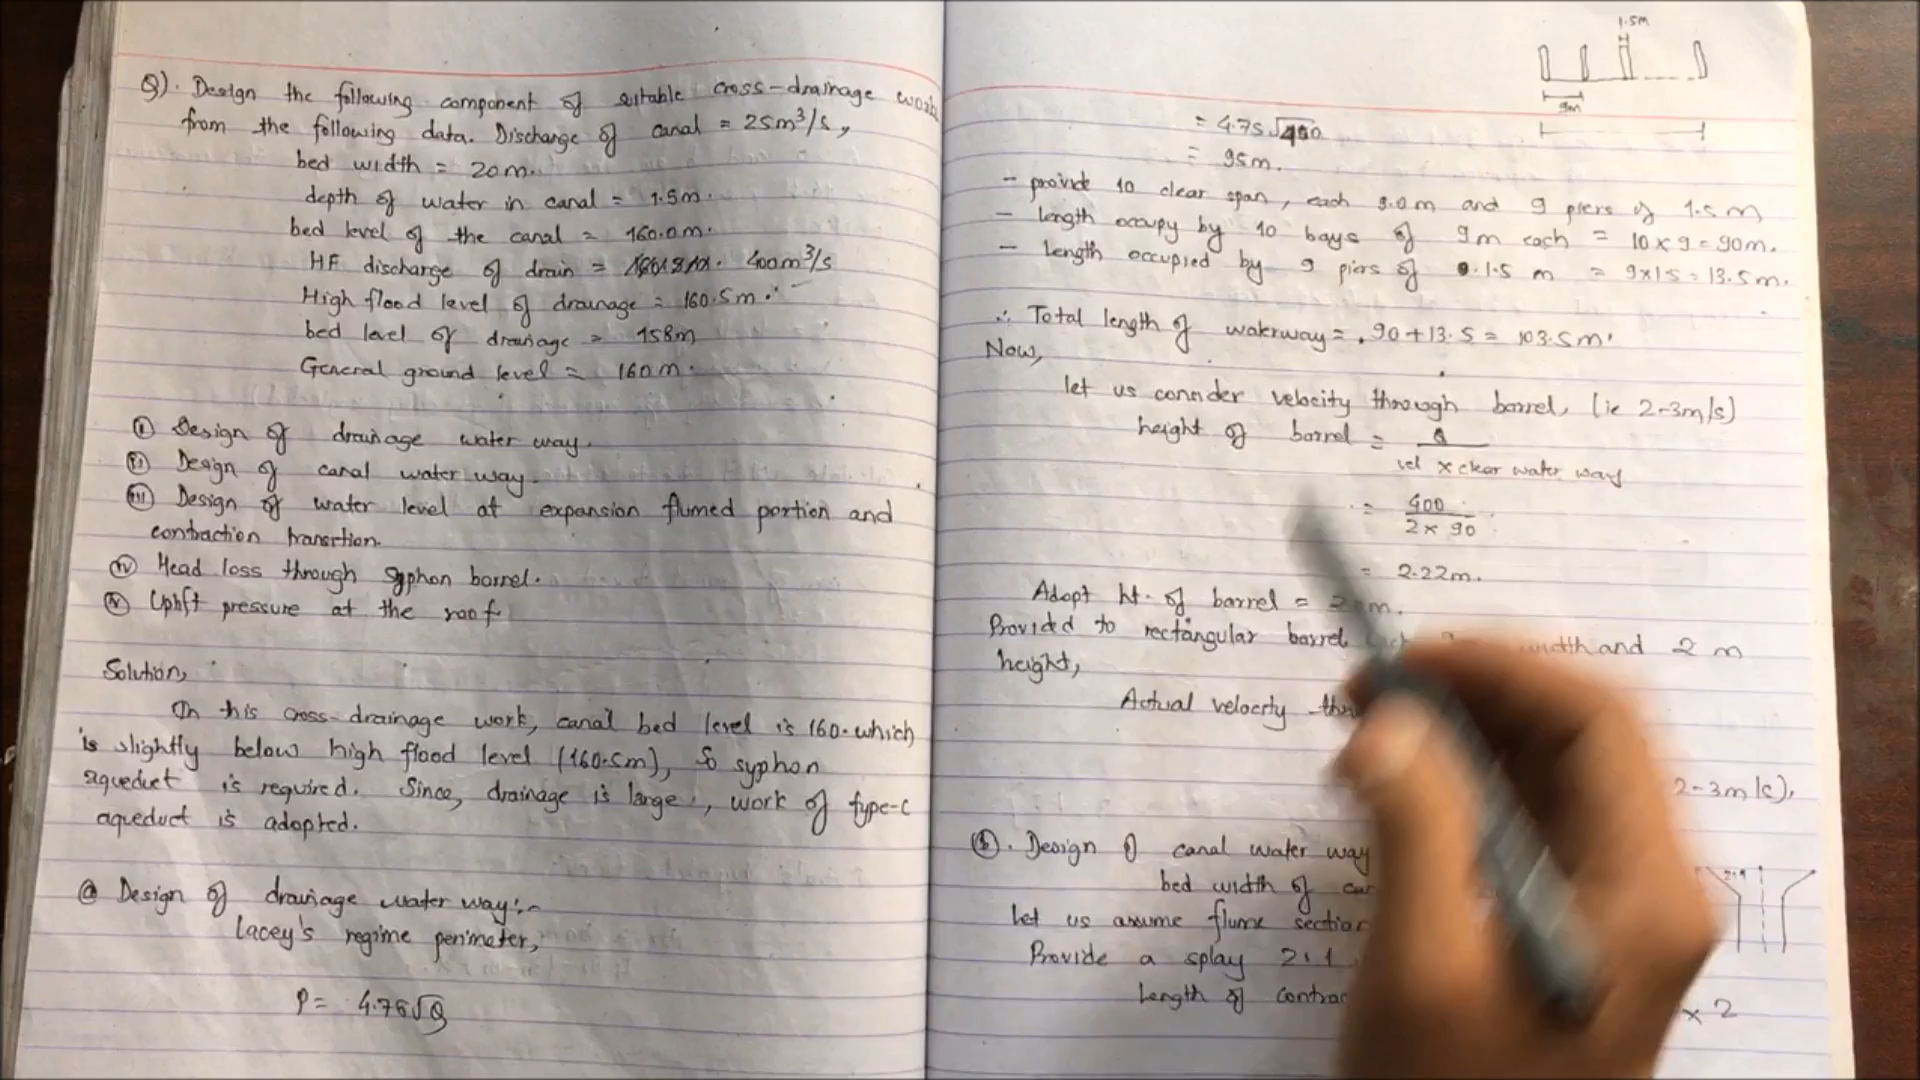 Q). Design the following component of suitable cross-drainage work
from the following data. Discharge of canal = 25m³/s,
bed width = 20m.
depth of water in canal = 1.5m.
bed level of the canal = 160.0m.
HF discharge of drain = 400m³/s
High flood level of drainage = 160.5m.
bed level of drainage = 158m
General ground level = 160m.
(i) Design of drainage water way.
(ii) Design of canal water way.
(iii) Design of water level at expansion flumed portion and
contraction transition.
(iv) Head loss through syphon barrel.
(v) Uplift pressure at the roof
Solution,
In this cross-drainage work, canal bed level is 160. which
is slightly below high flood level (160.5m), So syphon
aqueduct is required. Since, drainage is large, work of type-C
aqueduct is adopted.
(a) Design of drainage water way:-
Lacey's regime perimeter,
P = 4.75√Q
1.5m
9m
= 4.75√400
= 95m.
- provide 10 clear span, each 9.0m and 9 piers of 1.5m
- length occupy by 10 bays of 9m each = 10×9=90m.
- length occupied by 9 piers of 1.5 m = 9×1.5=13.5m.
∴ Total length of waterway = 90+13.5= 103.5m.
Now,
let us consider velocity through barrel, (ie 2-3m/s)
height of barrel = Q
vel × clear water way
= 400
2 × 90
= 2.22m.
Adopt ht. of barrel = m.
Provided 10 rectangular barrel width and 2 m
height,
Actual velocity
2-3m/s),
(b). Design of canal water way
bed width of
Let us assume flume section
Provide a splay 2:1
2:1
length of
× 2